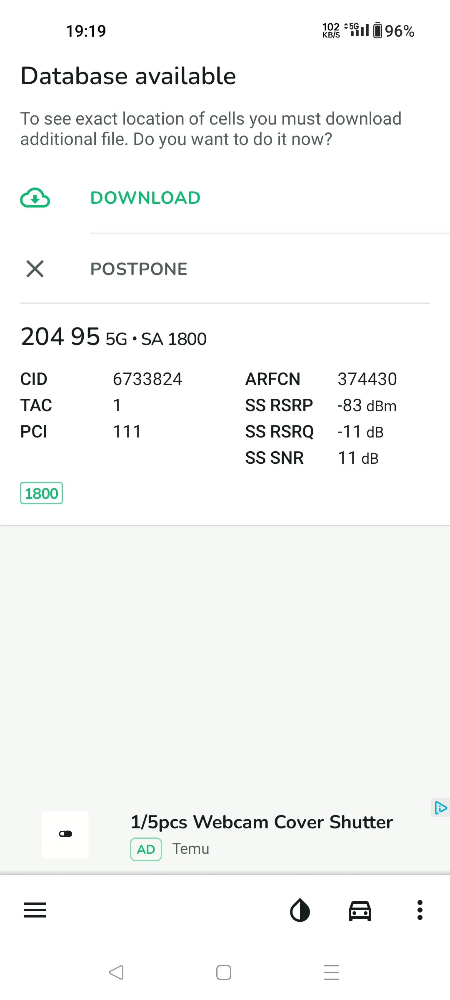 19:19
102 KB/S 5G 96%
Database available
To see exact location of cells you must download
additional file. Do you want to do it now?
DOWNLOAD
POSTPONE
204 95 5G • SA 1800
CID 6733824 ARFCN 374430
TAC 1 SS RSRP -83 dBm
PCI 111 SS RSRQ -11 dB
SS SNR 11 dB
1800
1/5pcs Webcam Cover Shutter
AD Temu